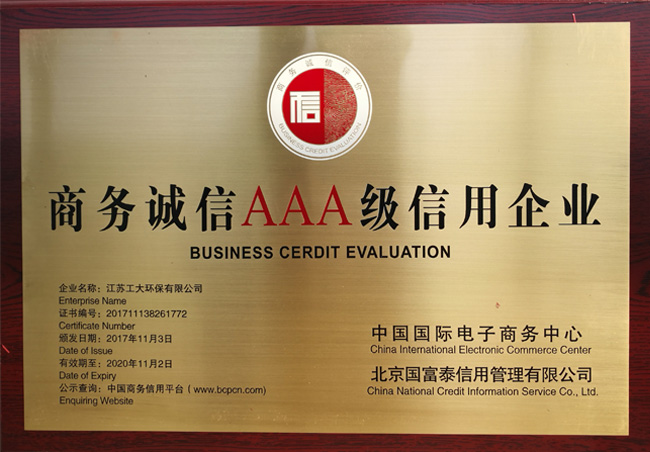 商务诚信评价
信
BUSINESS CREDIT EVALUATION
商务诚信AAA级信用企业
BUSINESS CERDIT EVALUATION
企业名称：江苏工大环保有限公司
Enterprise Name
证书编号：201711138261772
Certificate Number
颁发日期：2017年11月3日
Date of Issue
有效期至：2020年11月2日
Date of Expiry
公示查询：中国商务信用平台（www.bcpcn.com)
Enquiring Website
中国国际电子商务中心
China International Electronic Commerce Center
北京国富泰信用管理有限公司
China National Credit Information Service Co., Ltd.